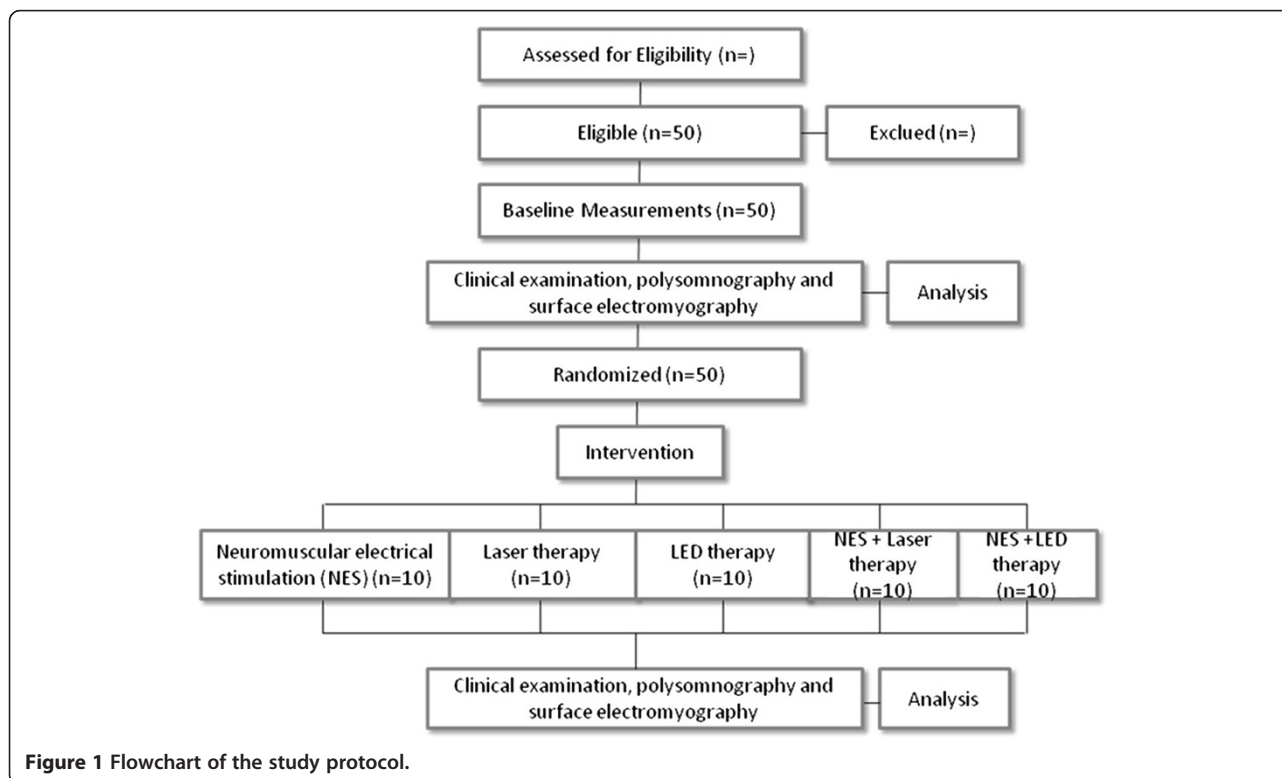 Assessed for Eligibility (n=)
Eligible (n=50)
Exclued (n=)
Baseline Measurements (n=50)
Clinical examination, polysomnography and
surface electromyography
Analysis
Randomized (n=50)
Intervention
Neuromuscular electrical
stimulation (NES) (n=10)
Laser therapy
(n=10)
LED therapy
(n=10)
NES + Laser
therapy
(n=10)
NES +LED
therapy
(n=10)
Clinical examination, polysomnography and
surface electromyography
Analysis
Figure 1 Flowchart of the study protocol.